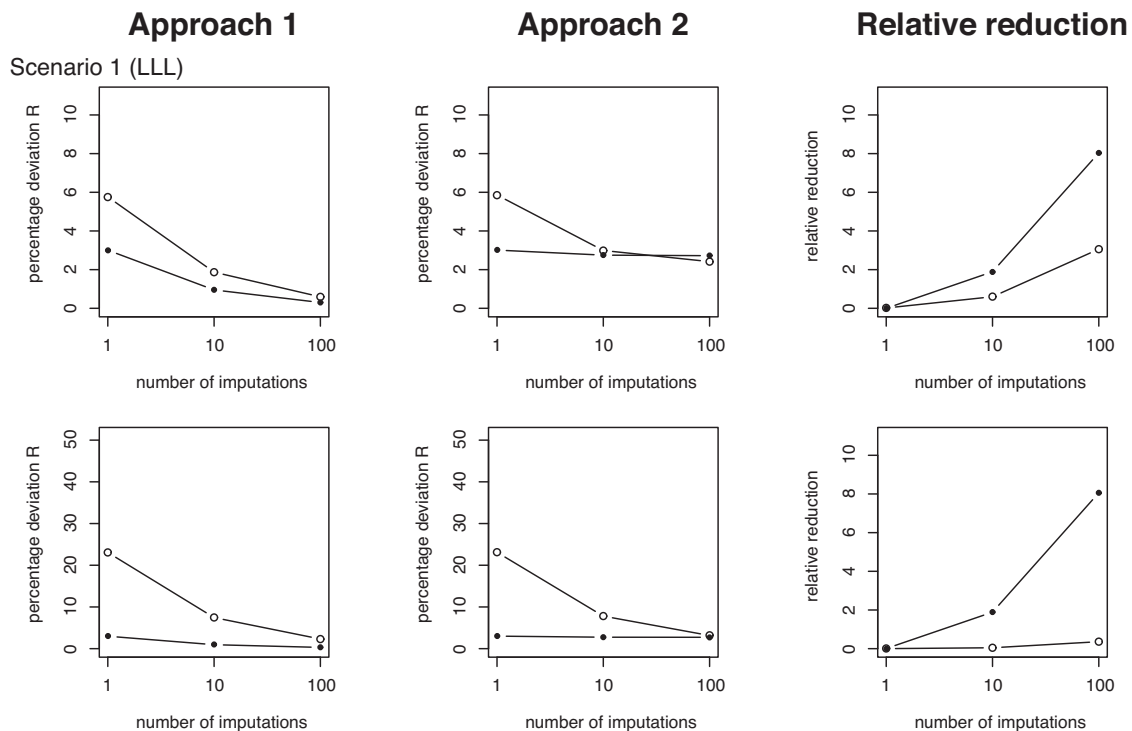 Approach 1
Approach 2
Relative reduction
Scenario 1 (LLL)
percentage deviation R
0 2 4 6 8 10
1 10 100
number of imputations
percentage deviation R
0 2 4 6 8 10
1 10 100
number of imputations
relative reduction
0 2 4 6 8 10
1 10 100
number of imputations
percentage deviation R
0 10 20 30 40 50
1 10 100
number of imputations
percentage deviation R
0 10 20 30 40 50
1 10 100
number of imputations
relative reduction
0 2 4 6 8 10
1 10 100
number of imputations